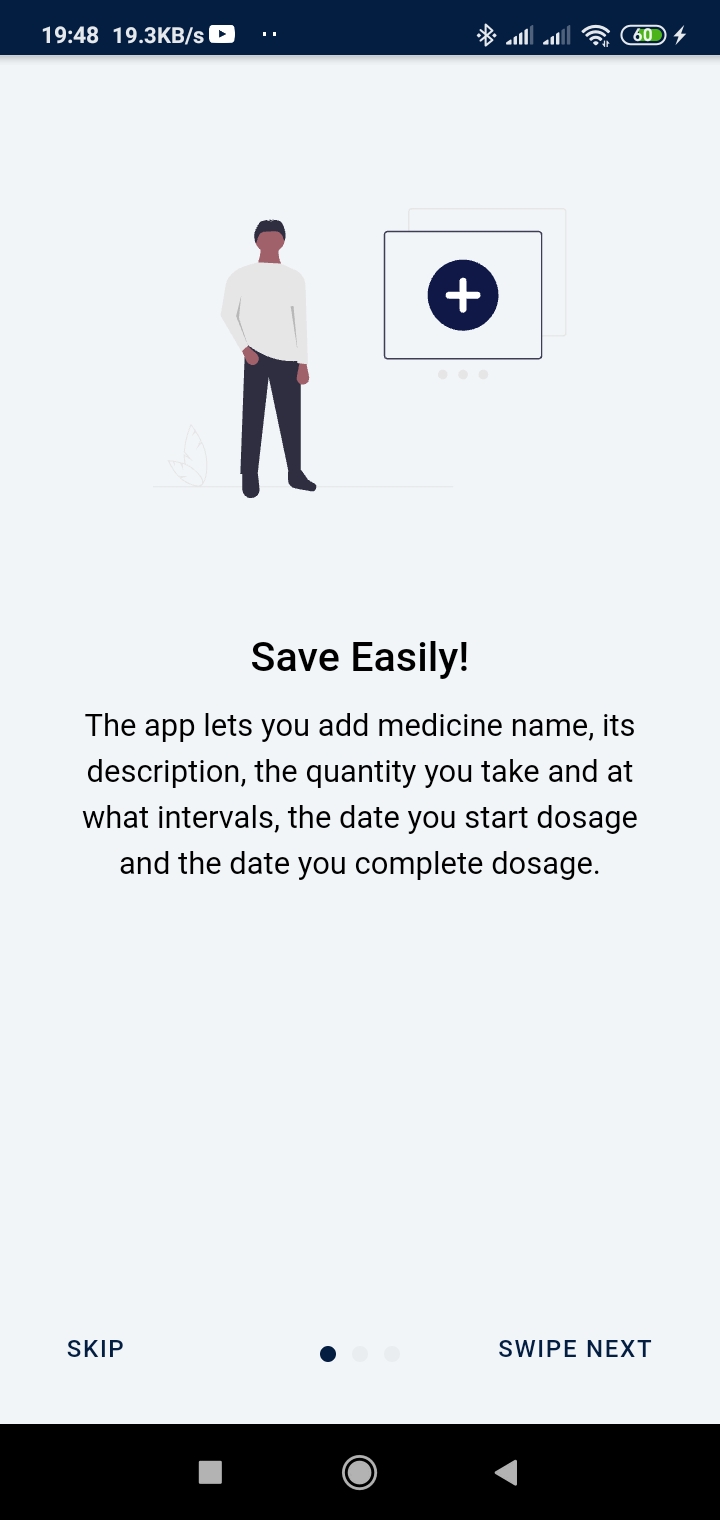 19:48 19.3KB/s 60
Save Easily!
The app lets you add medicine name, its
description, the quantity you take and at
what intervals, the date you start dosage
and the date you complete dosage.
SKIP SWIPE NEXT